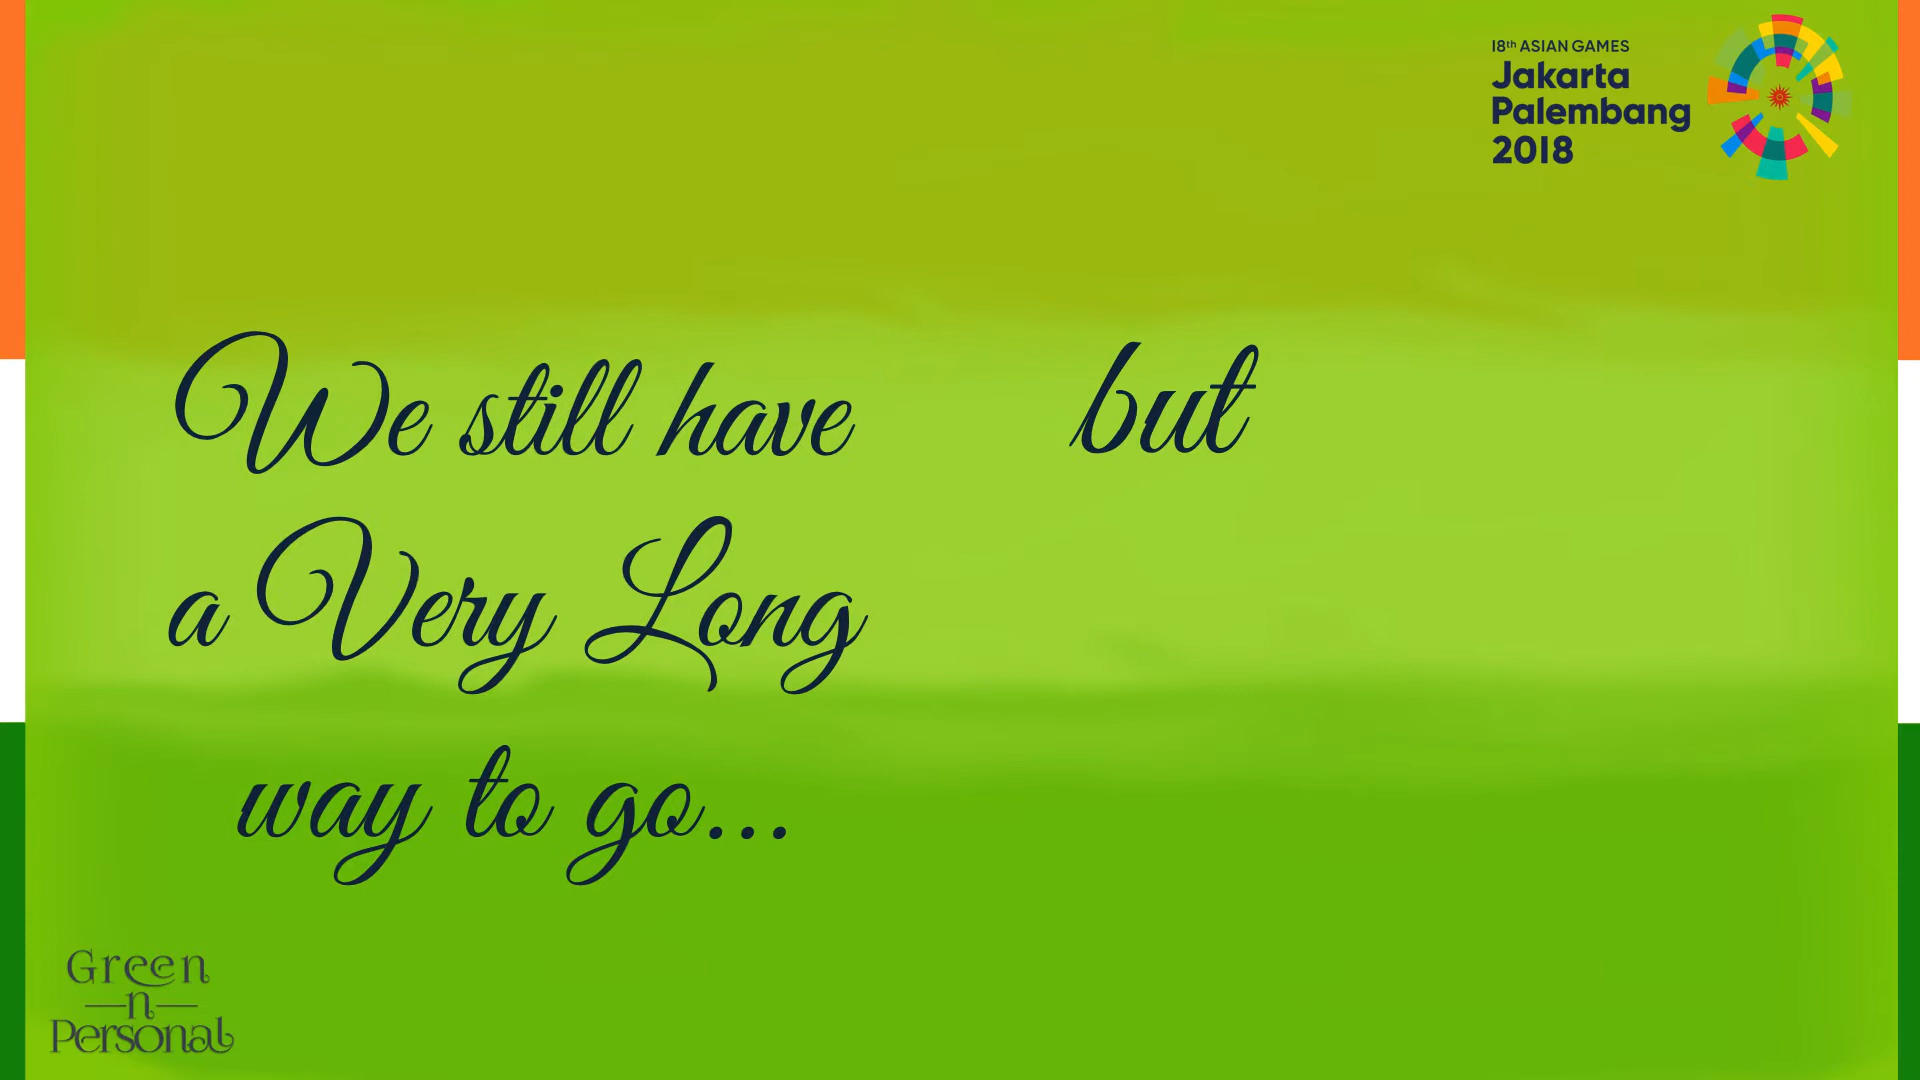 18th ASIAN GAMES
Jakarta
Palembang
2018
We still have
a Very Long
way to go...
but
Green
n
Personal